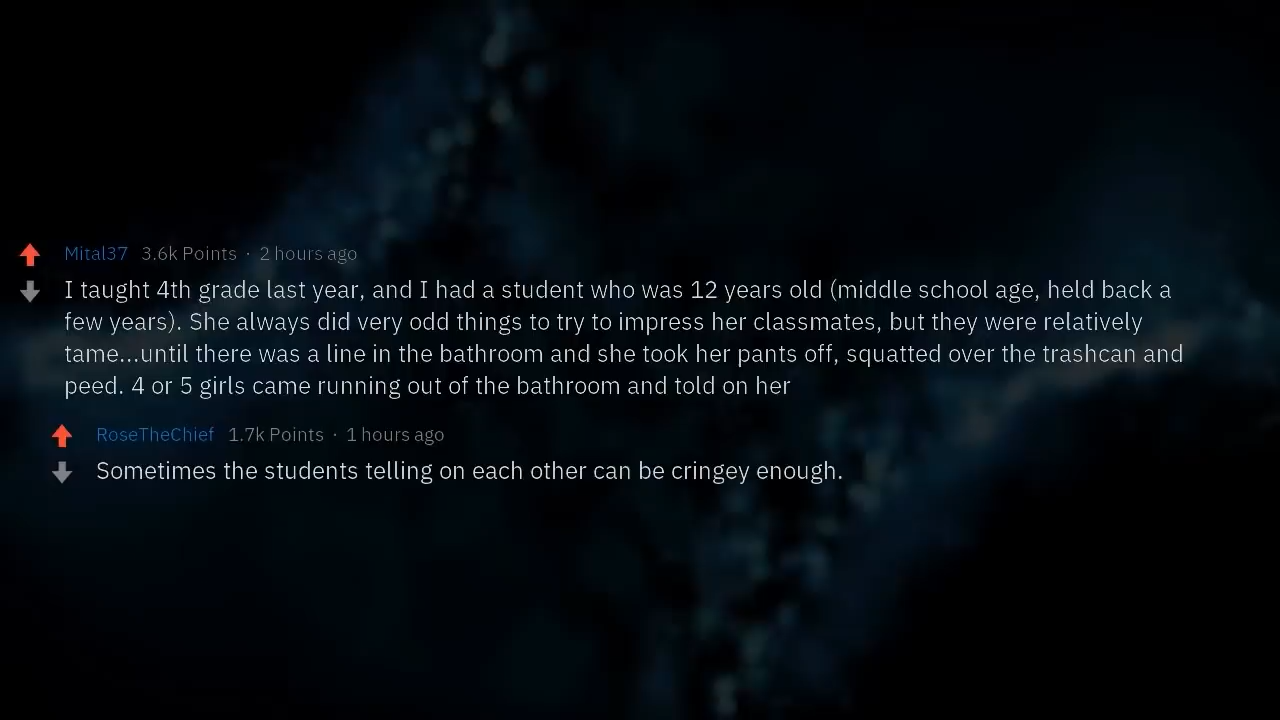 Mital37 3.6k Points · 2 hours ago
I taught 4th grade last year, and I had a student who was 12 years old (middle school age, held back a
few years). She always did very odd things to try to impress her classmates, but they were relatively
tame...until there was a line in the bathroom and she took her pants off, squatted over the trashcan and
peed. 4 or 5 girls came running out of the bathroom and told on her
RoseTheChief 1.7k Points · 1 hours ago
Sometimes the students telling on each other can be cringey enough.